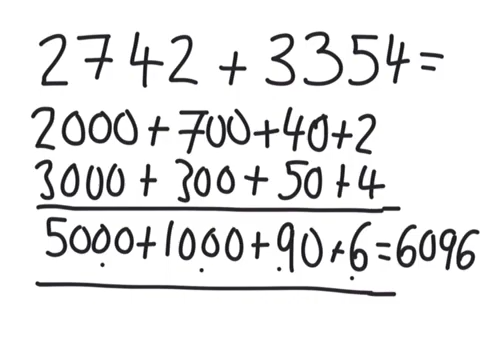 2742 + 3354 =
2000 + 700 + 40 + 2
3000 + 300 + 50 + 4
5000 + 1000 + 90 + 6 = 6096